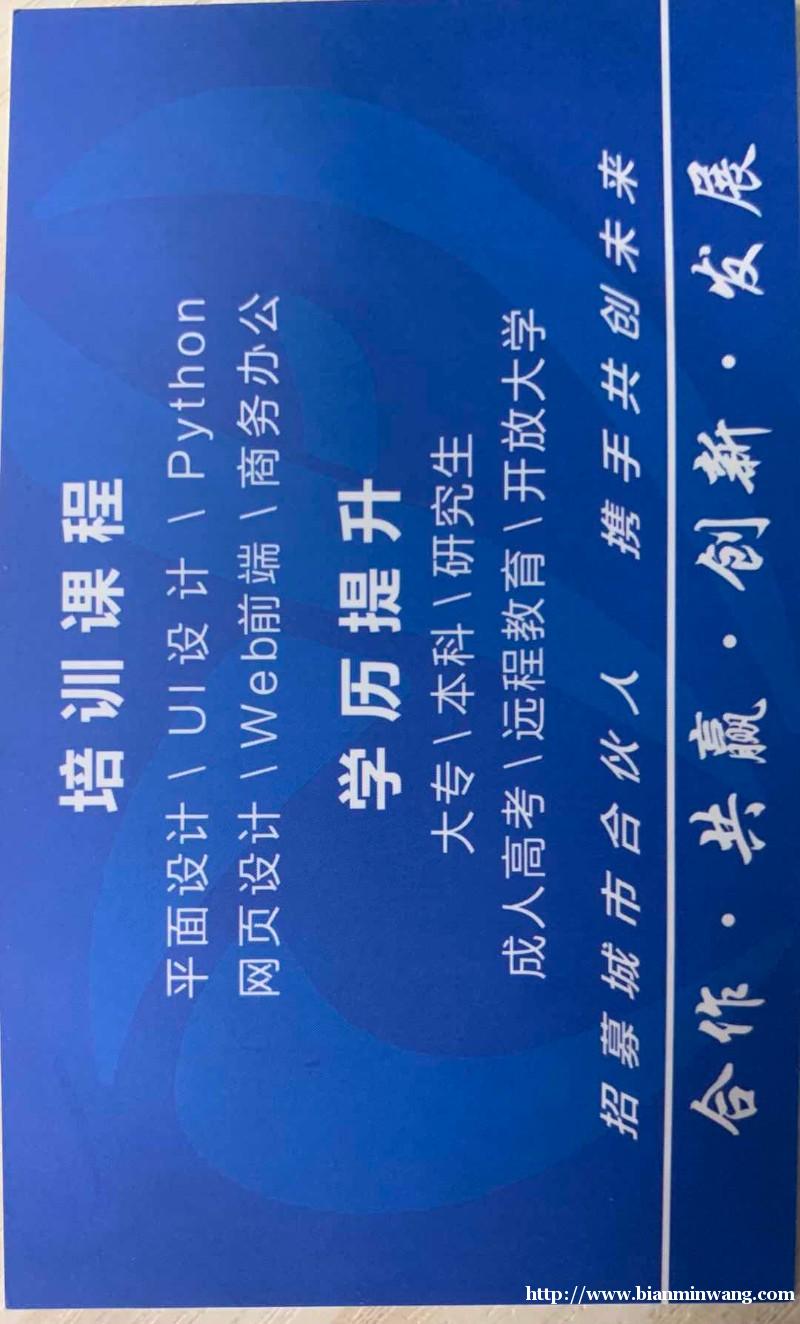 培训课程
平面设计 \ UI设计 \ Python
网页设计 \ Web前端 \ 商务办公
学历提升
大专 \ 本科 \ 研究生
成人高考 \ 远程教育 \ 开放大学
招募城市合伙人 携手共创未来
合作·共赢·创新·发展
http://www.bianminwang.com